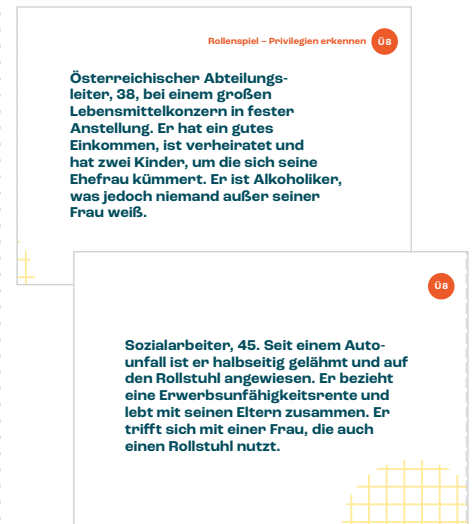 Rollenspiel – Privilegien erkennen Ü8
Österreichischer Abteilungs-
leiter, 38, bei einem großen
Lebensmittelkonzern in fester
Anstellung. Er hat ein gutes
Einkommen, ist verheiratet und
hat zwei Kinder, um die sich seine
Ehefrau kümmert. Er ist Alkoholiker,
was jedoch niemand außer seiner
Frau weiß.
Ü8
Sozialarbeiter, 45. Seit einem Auto-
unfall ist er halbseitig gelähmt und auf
den Rollstuhl angewiesen. Er bezieht
eine Erwerbsunfähigkeitsrente und
lebt mit seinen Eltern zusammen. Er
trifft sich mit einer Frau, die auch
einen Rollstuhl nutzt.